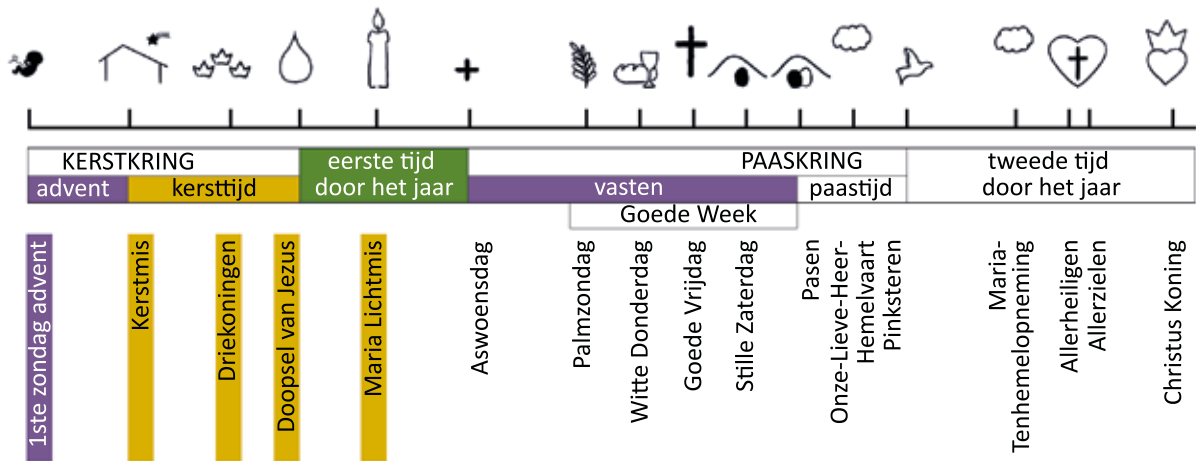 KERSTKRING
eerste tijd
door het jaar
PAASKRING
tweede tijd
door het jaar
advent
kersttijd
vasten
paastijd
Goede Week
1ste zondag advent
Kerstmis
Driekoningen
Doopsel van Jezus
Maria Lichtmis
Aswoensdag
Palmzondag
Witte Donderdag
Goede Vrijdag
Stille Zaterdag
Pasen
Onze-Lieve-Heer-
Hemelvaart
Pinksteren
Maria-
Tenhemelopneming
Allerheiligen
Allerzielen
Christus Koning